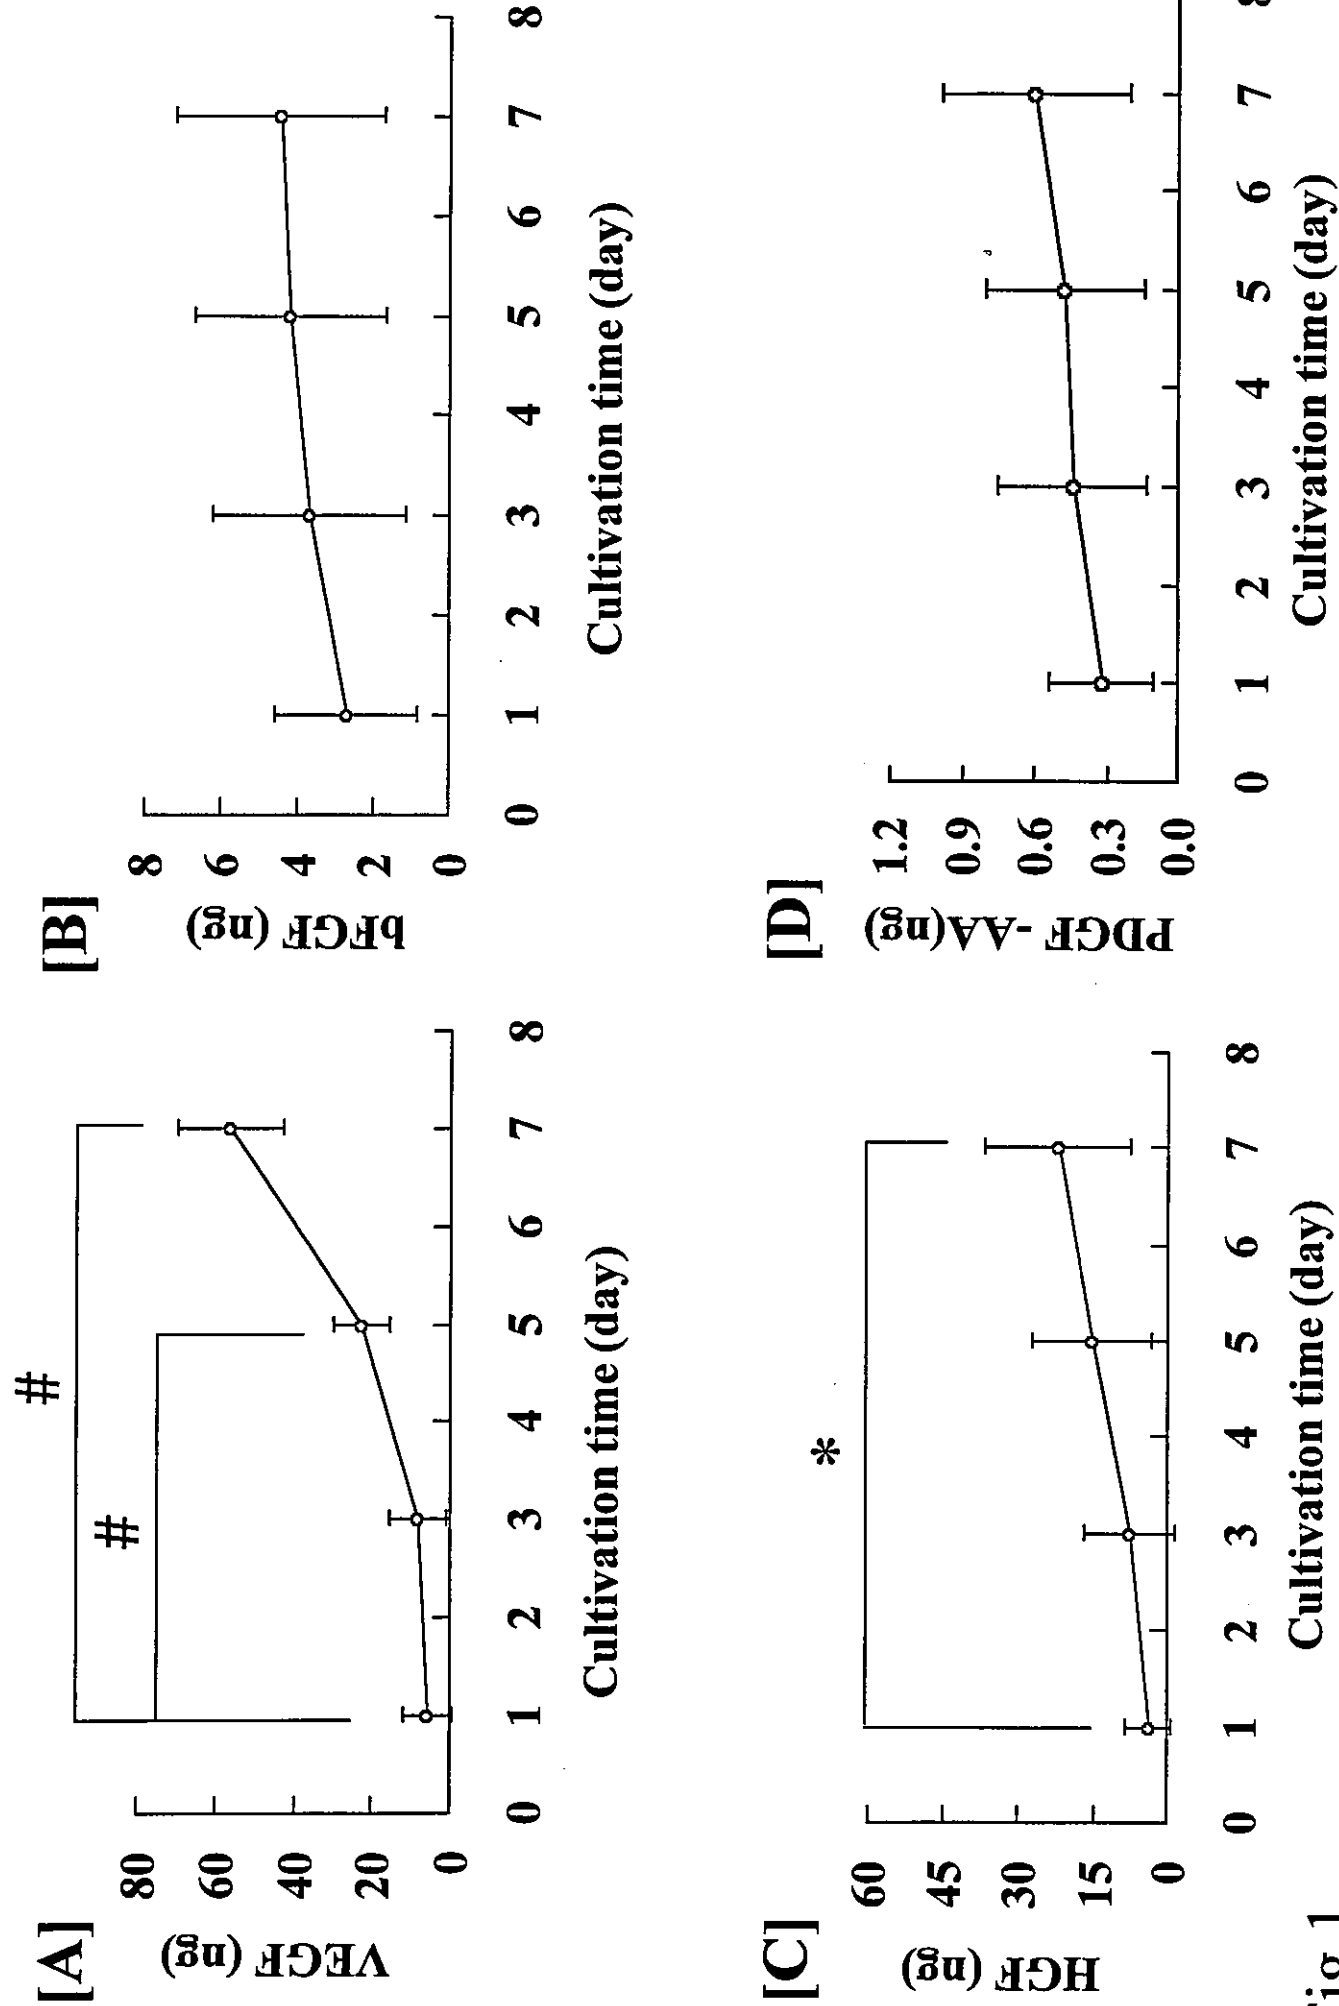 [A]
VEGF (ng)
80
60
40
20
0
#
#
0 1 2 3 4 5 6 7 8
Cultivation time (day)
[B]
bFGF (ng)
8
6
4
2
0
0 1 2 3 4 5 6 7 8
Cultivation time (day)
[C]
HGF (ng)
60
45
30
15
0
*
0 1 2 3 4 5 6 7 8
Cultivation time (day)
[D]
PDGF-AA(ng)
1.2
0.9
0.6
0.3
0.0
0 1 2 3 4 5 6 7 8
Cultivation time (day)
Fig. 1